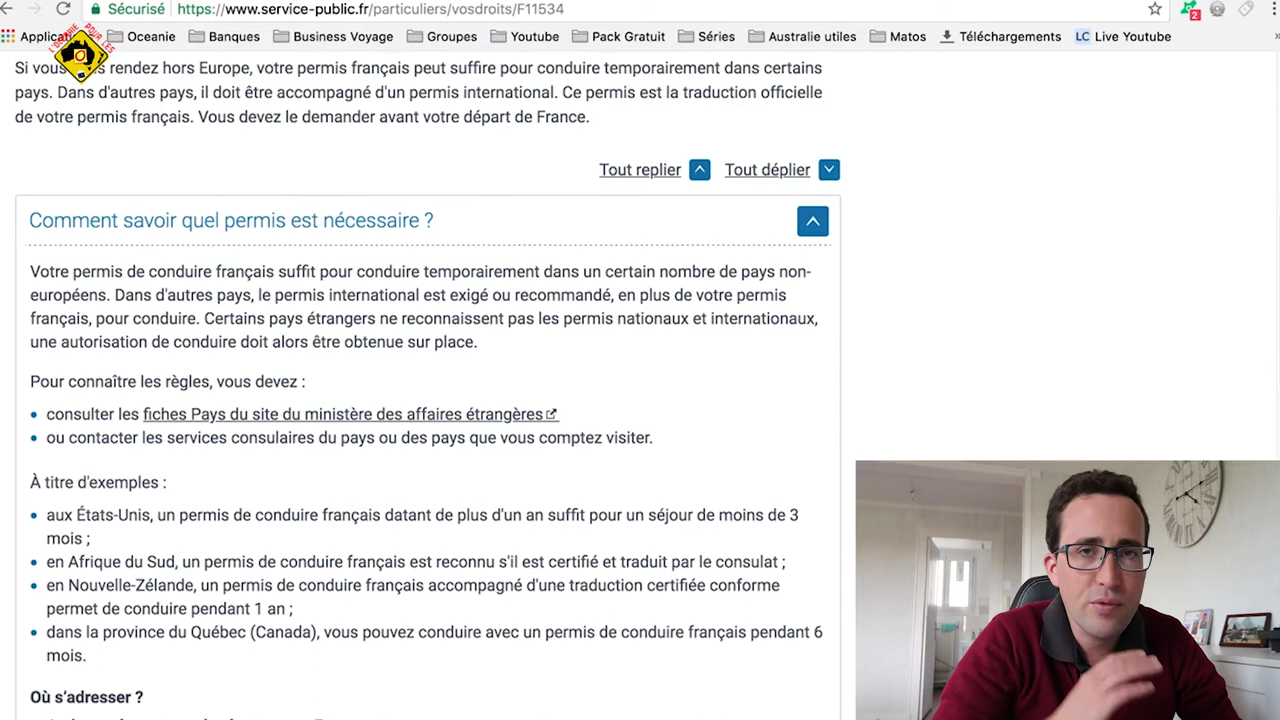 Sécurisé https://www.service-public.fr/particuliers/vosdroits/F11534
2
Oceanie Banques Business Voyage Groupes Youtube Pack Gratuit Séries Australie utiles Matos Téléchargements LC Live Youtube
L'OCEANIE POUR LES
rendez hors Europe, votre permis français peut suffire pour conduire temporairement dans certains
pays. Dans d'autres pays, il doit être accompagné d'un permis international. Ce permis est la traduction officielle
de votre permis français. Vous devez le demander avant votre départ de France.
Tout replier Tout déplier
Comment savoir quel permis est nécessaire ?
Votre permis de conduire français suffit pour conduire temporairement dans un certain nombre de pays non-
européens. Dans d'autres pays, le permis international est exigé ou recommandé, en plus de votre permis
français, pour conduire. Certains pays étrangers ne reconnaissent pas les permis nationaux et internationaux,
une autorisation de conduire doit alors être obtenue sur place.
Pour connaître les règles, vous devez :
• consulter les fiches Pays du site du ministère des affaires étrangères
• ou contacter les services consulaires du pays ou des pays que vous comptez visiter.
À titre d'exemples :
• aux États-Unis, un permis de conduire français datant de plus d'un an suffit pour un séjour de moins de 3
mois ;
• en Afrique du Sud, un permis de conduire français est reconnu s'il est certifié et traduit par le consulat ;
• en Nouvelle-Zélande, un permis de conduire français accompagné d'une traduction certifiée conforme
permet de conduire pendant 1 an ;
• dans la province du Québec (Canada), vous pouvez conduire avec un permis de conduire français pendant 6
mois.
Où s'adresser ?